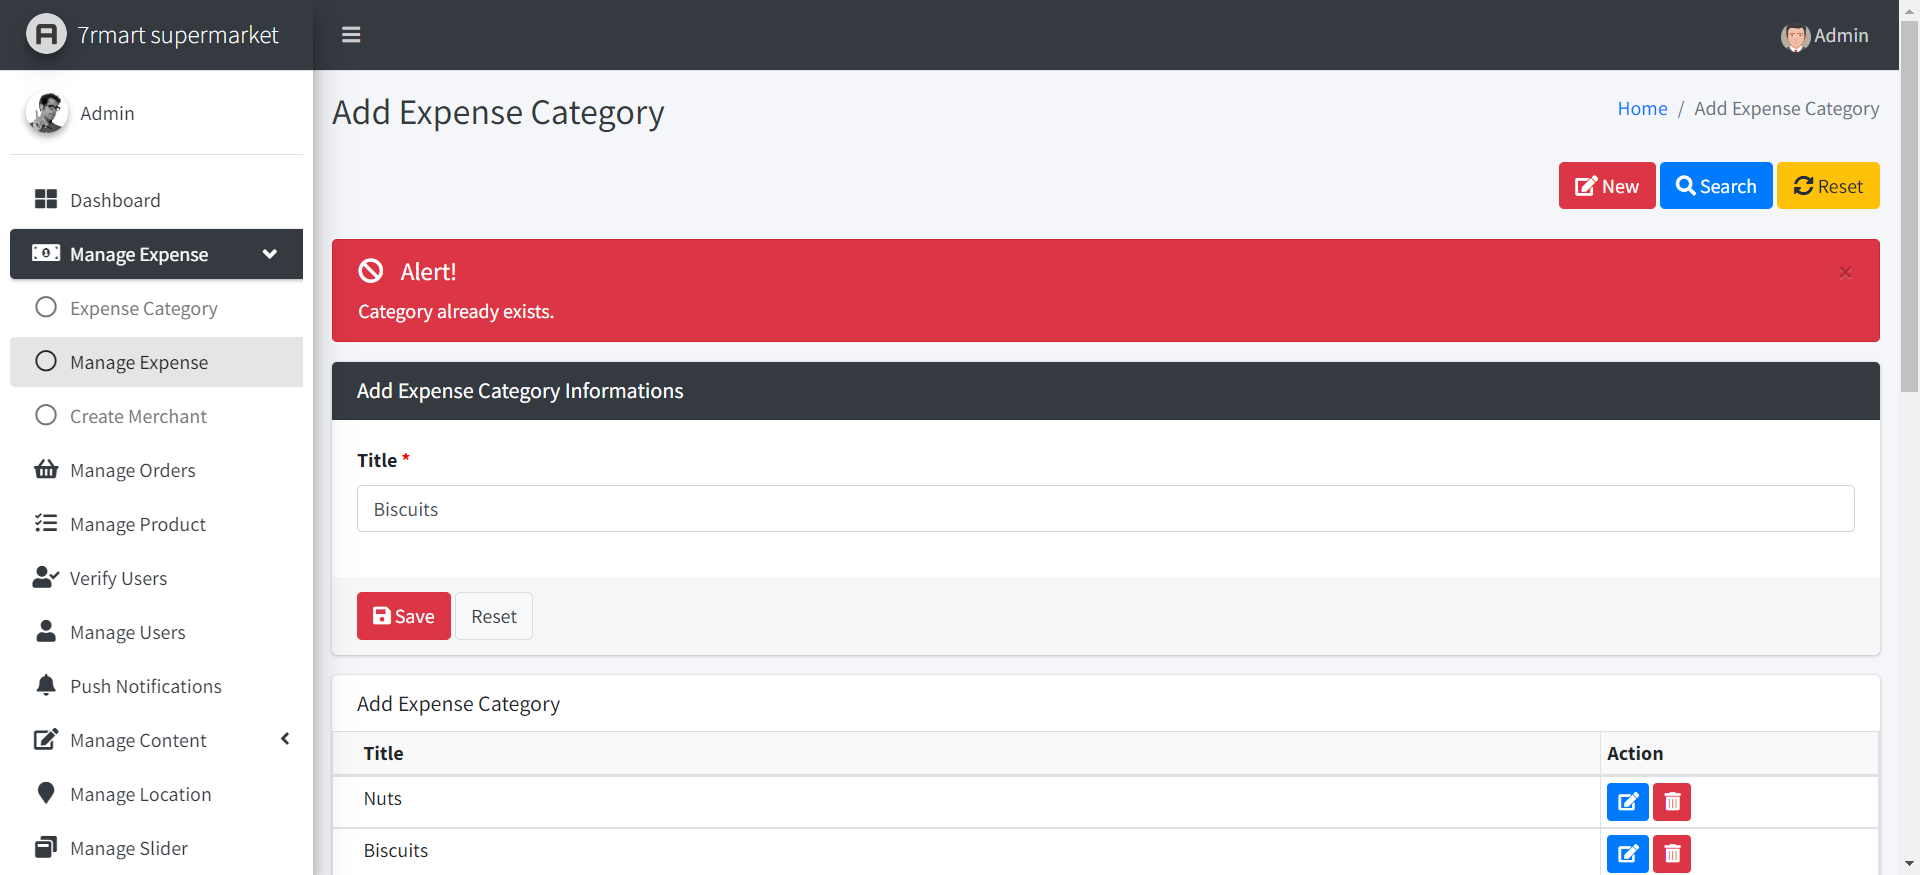 7rmart supermarket
Admin
Admin
Add Expense Category
Home / Add Expense Category
New
Search
Reset
Dashboard
Manage Expense
Expense Category
Manage Expense
Create Merchant
Manage Orders
Manage Product
Verify Users
Manage Users
Push Notifications
Manage Content
Manage Location
Manage Slider
Alert!
×
Category already exists.
Add Expense Category Informations
Title *
Biscuits
Save
Reset
Add Expense Category
Title Action
Nuts
Biscuits